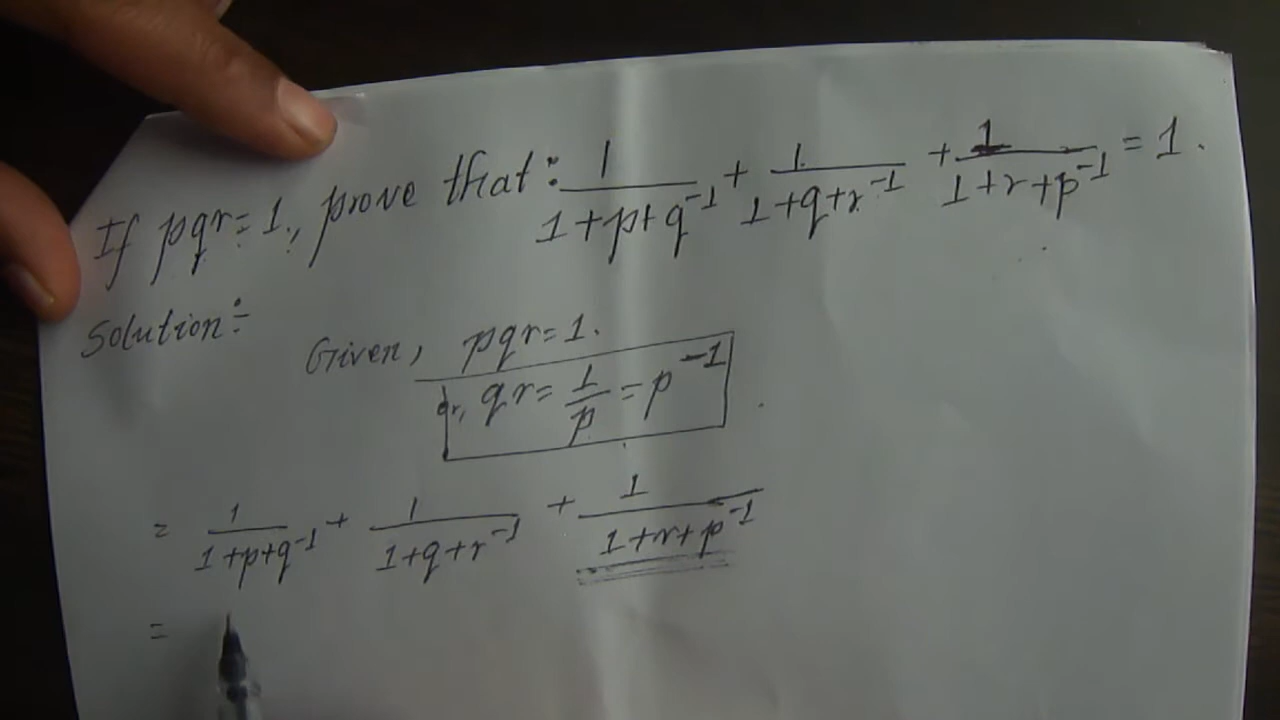 If pqr=1, prove that: 1/(1+p+q⁻¹) + 1/(1+q+r⁻¹) + 1/(1+r+p⁻¹) = 1.
Solution:-
Given, pqr=1.
or, qr = 1/p = p⁻¹
= 1/(1+p+q⁻¹) + 1/(1+q+r⁻¹) + 1/(1+r+p⁻¹)
=